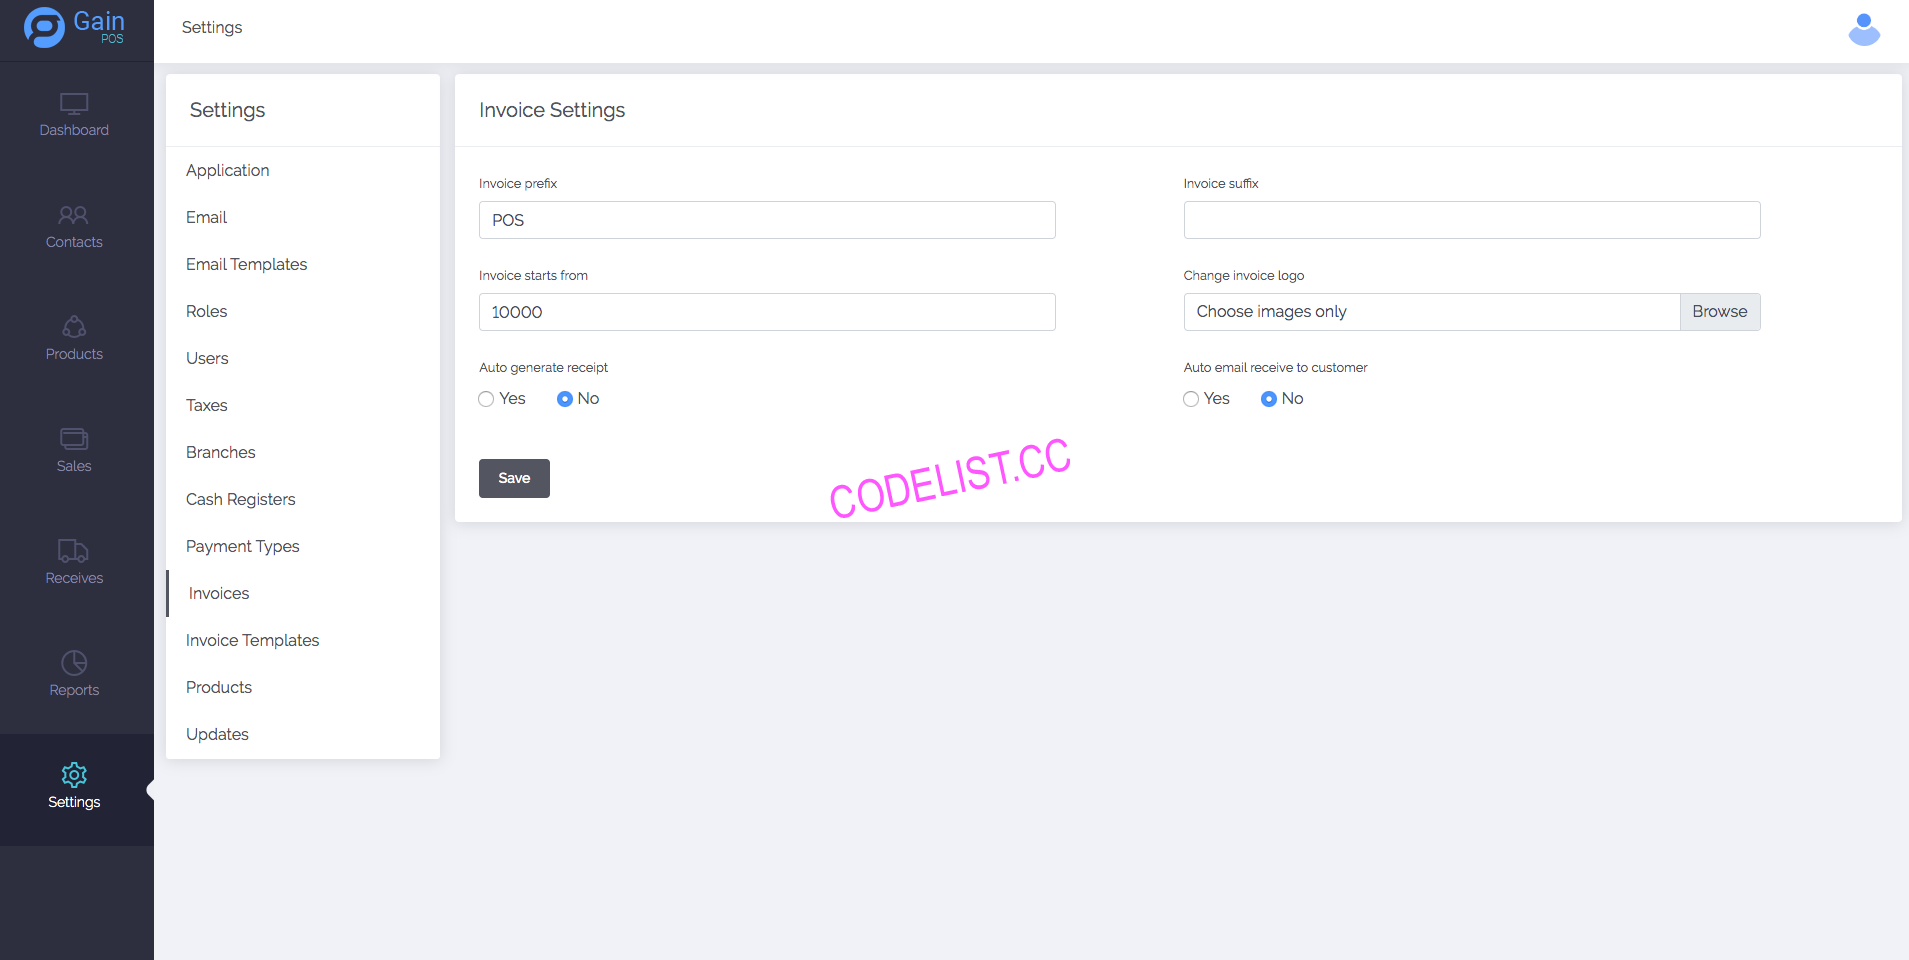 Gain
POS
Settings
Dashboard
Contacts
Products
Sales
Receives
Reports
Settings
Settings
Application
Email
Email Templates
Roles
Users
Taxes
Branches
Cash Registers
Payment Types
Invoices
Invoice Templates
Products
Updates
Invoice Settings
Invoice prefix
POS
Invoice suffix
Invoice starts from
10000
Change invoice logo
Choose images only Browse
Auto generate receipt
Yes No
Auto email receive to customer
Yes No
Save
CODELIST.CC